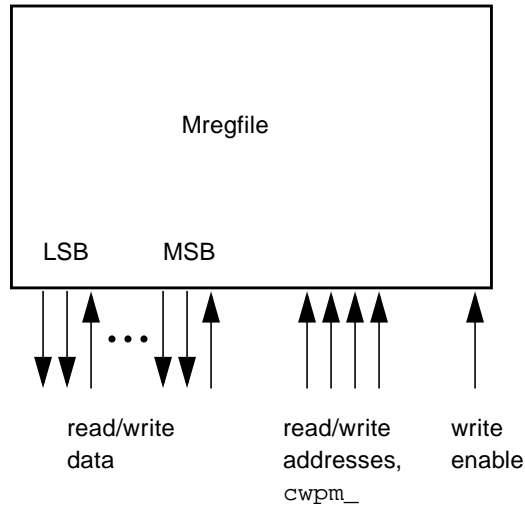 Mregfile
LSB MSB
...
read/write read/write write
data addresses, enable
cwpm_